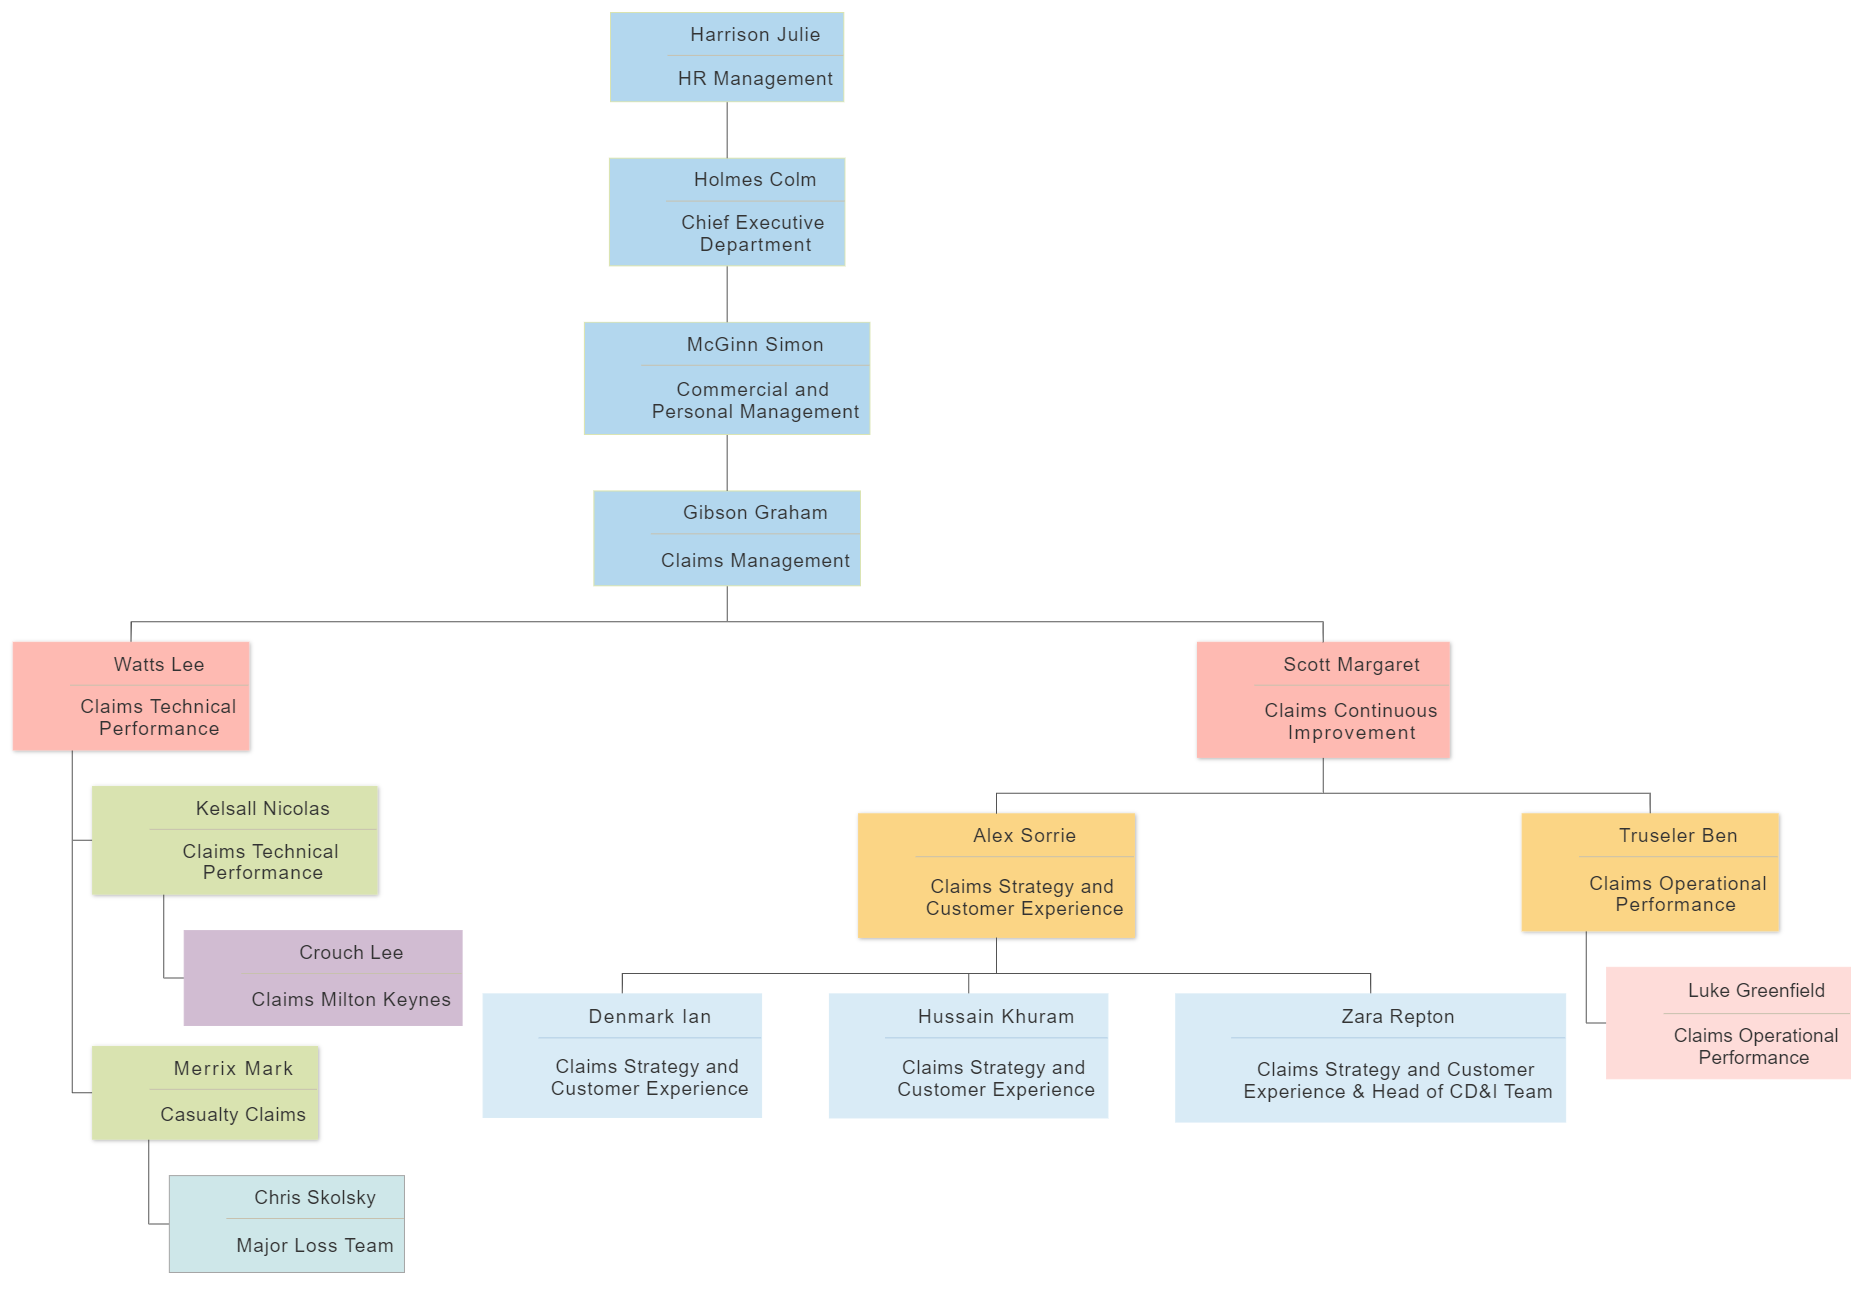 Harrison Julie
HR Management
Holmes Colm
Chief Executive
Department
McGinn Simon
Commercial and
Personal Management
Gibson Graham
Claims Management
Watts Lee
Claims Technical
Performance
Kelsall Nicolas
Claims Technical
Performance
Crouch Lee
Claims Milton Keynes
Merrix Mark
Casualty Claims
Chris Skolsky
Major Loss Team
Scott Margaret
Claims Continuous
Improvement
Alex Sorrie
Claims Strategy and
Customer Experience
Denmark Ian
Claims Strategy and
Customer Experience
Hussain Khuram
Claims Strategy and
Customer Experience
Zara Repton
Claims Strategy and Customer
Experience & Head of CD&I Team
Truseler Ben
Claims Operational
Performance
Luke Greenfield
Claims Operational
Performance